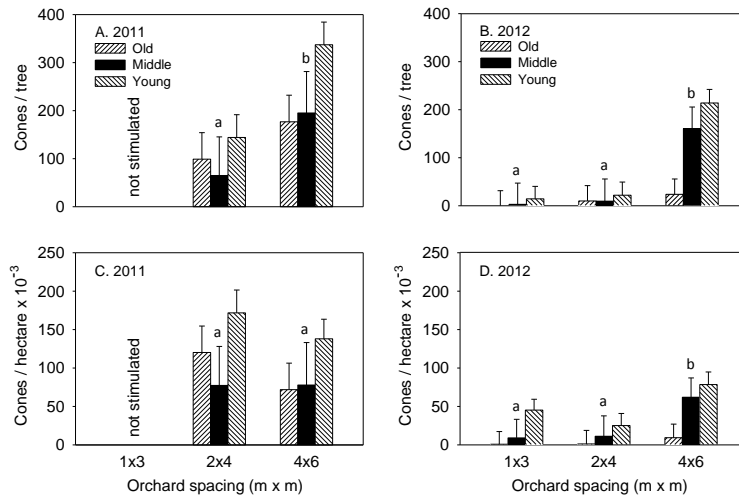 A. 2011
Old
Middle
Young
400
300
200
100
0
Cones / tree
not stimulated
a
b
B. 2012
Old
Middle
Young
400
300
200
100
0
Cones / tree
a
a
b
C. 2011
250
200
150
100
50
0
Cones / hectare x 10⁻³
not stimulated
a
a
1x3
2x4
4x6
Orchard spacing (m x m)
D. 2012
250
200
150
100
50
0
Cones / hectare x 10⁻³
a
a
b
1x3
2x4
4x6
Orchard spacing (m x m)